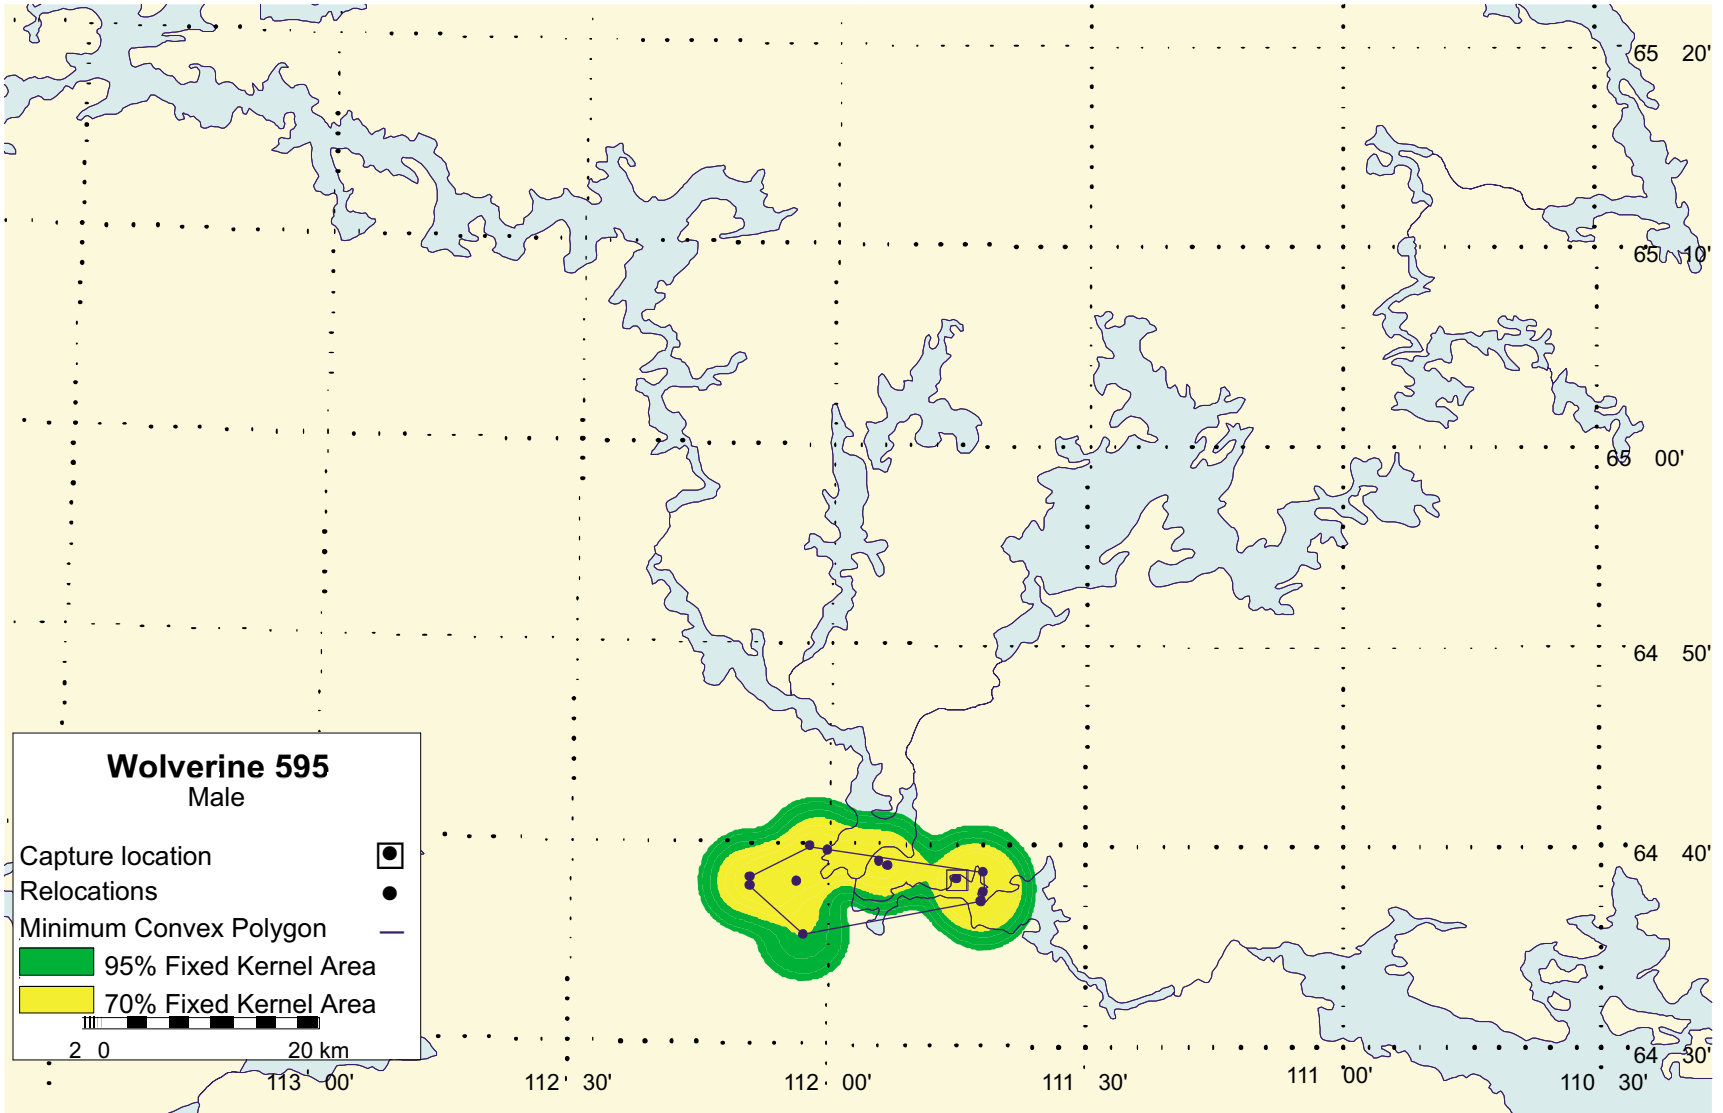 65 20'
65 10'
65 00'
64 50'
64 40'
64 30'
Wolverine 595
Male
Capture location
Relocations
Minimum Convex Polygon
95% Fixed Kernel Area
70% Fixed Kernel Area
2 0 20 km
113 00' 112 30' 112 00' 111 30' 111 00' 110 30'